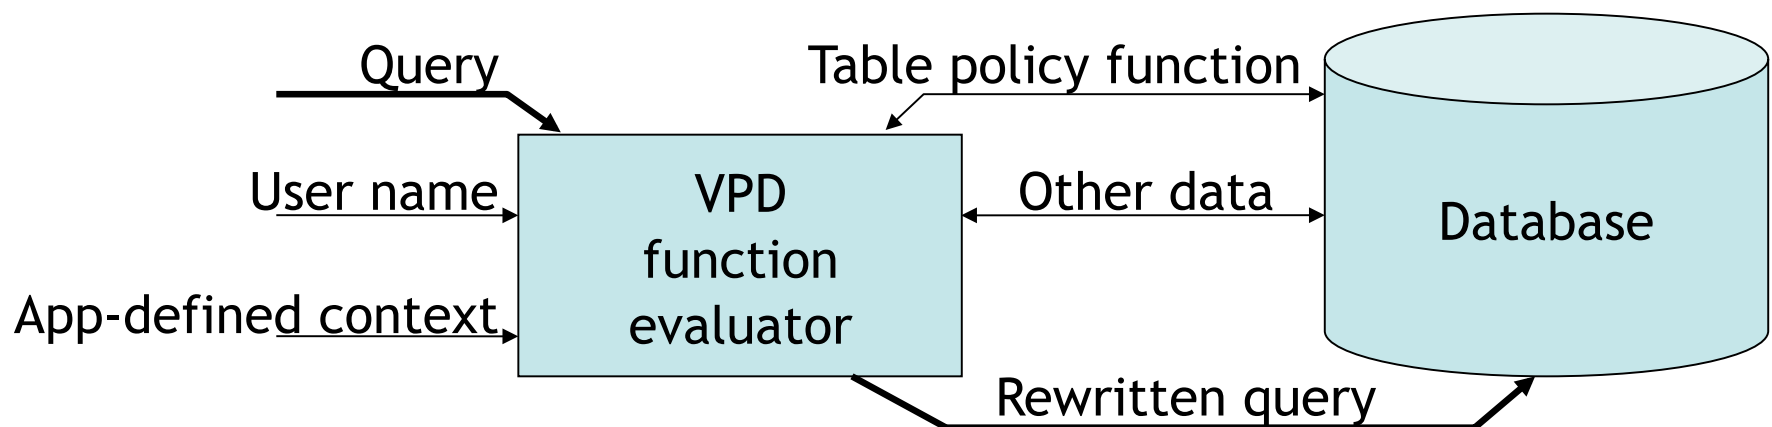 Query
Table policy function
User name
VPD
function
evaluator
Other data
Database
App-defined context
Rewritten query